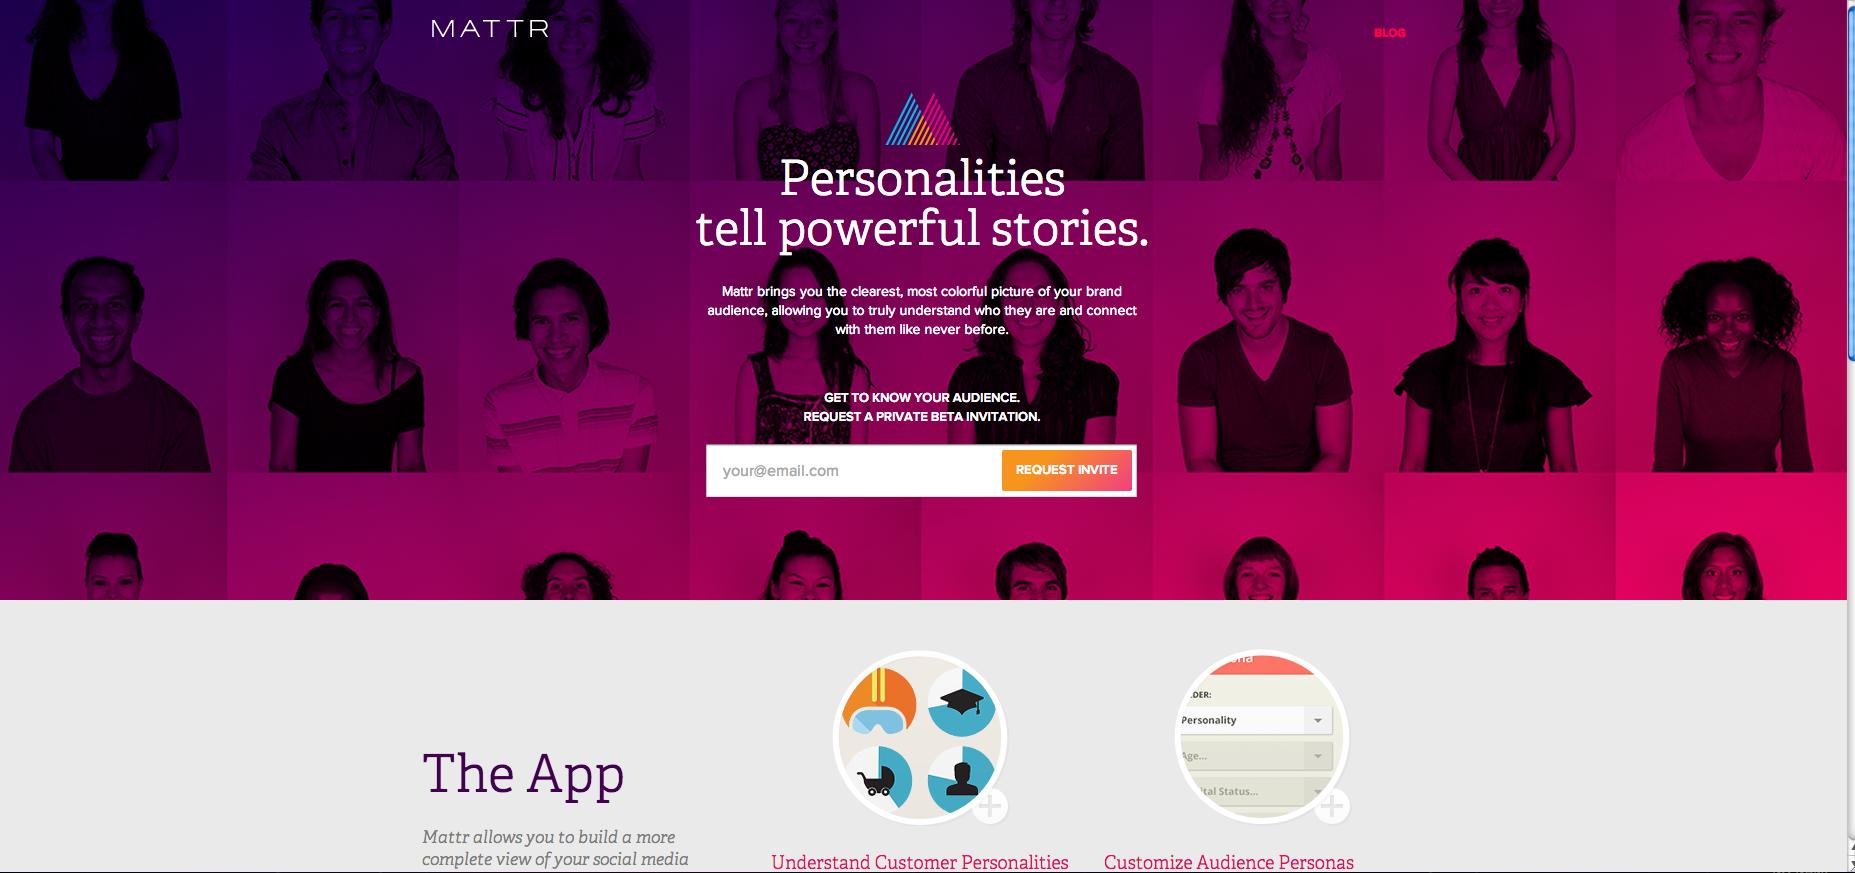 MATTR
BLOG
Personalities
tell powerful stories.
Mattr brings you the clearest, most colorful picture of your brand
audience, allowing you to truly understand who they are and connect
with them like never before.
GET TO KNOW YOUR AUDIENCE.
REQUEST A PRIVATE BETA INVITATION.
your@email.com
REQUEST INVITE
DER:
Personality
Age...
ital Status...
The App
Mattr allows you to build a more
complete view of your social media
Understand Customer Personalities
Customize Audience Personas